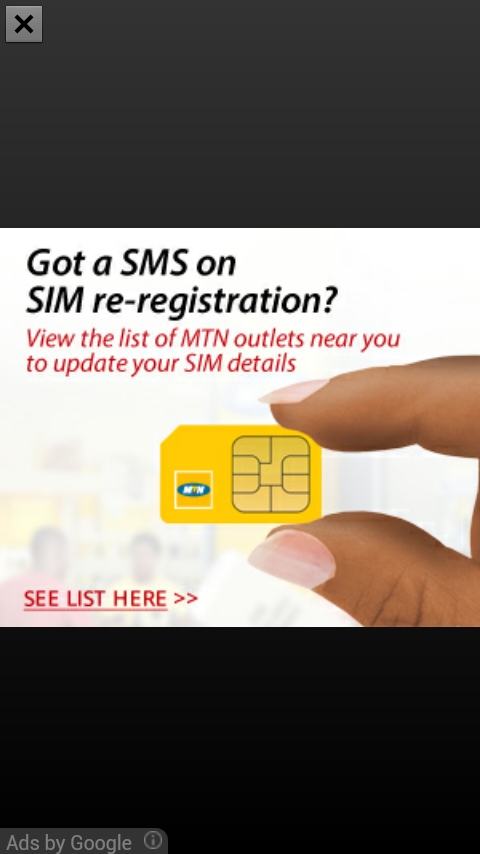 Got a SMS on
SIM re-registration?
View the list of MTN outlets near you
to update your SIM details
MTN
SEE LIST HERE >>
Ads by Google